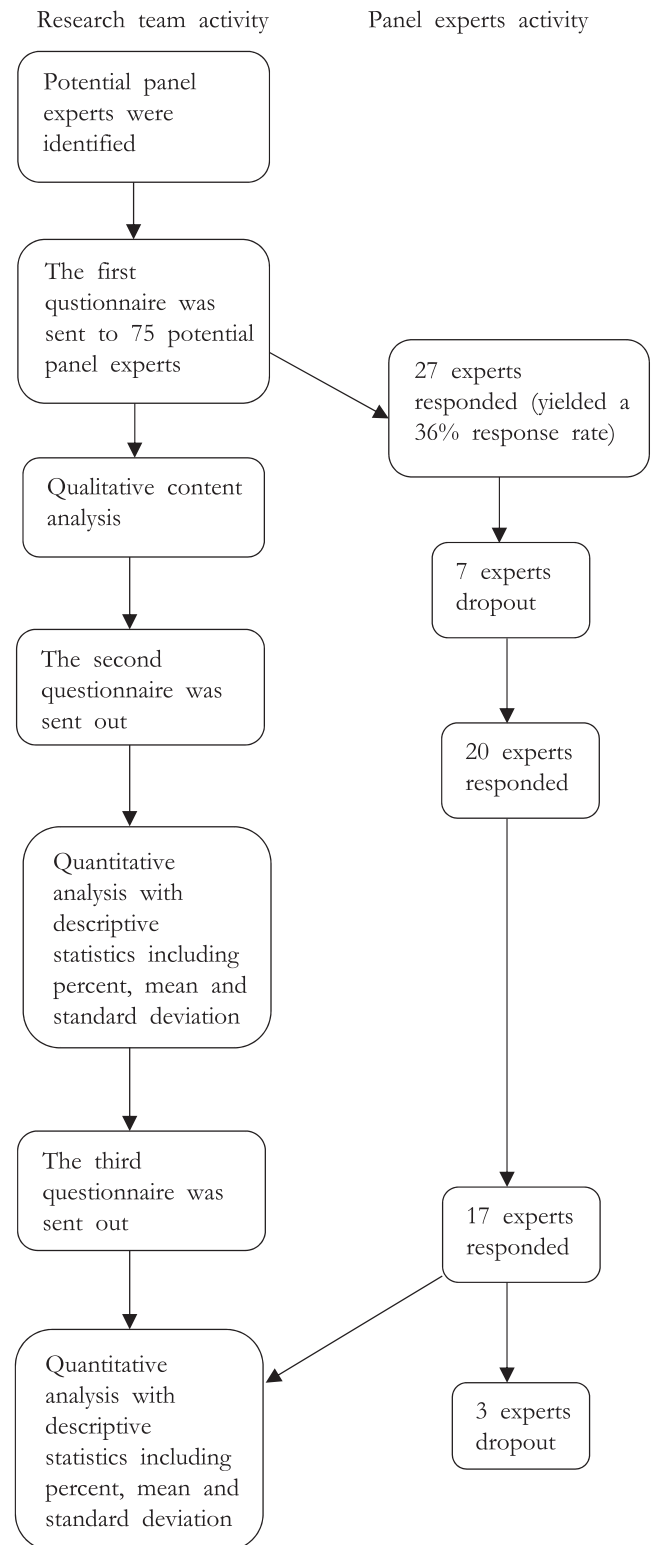 Research team activity
Panel experts activity
Potential panel
experts were
identified
The first
qustionnaire was
sent to 75 potential
panel experts
27 experts
responded (yielded a
36% response rate)
Qualitative content
analysis
7 experts
dropout
The second
questionnaire was
sent out
20 experts
responded
Quantitative
analysis with
descriptive
statistics including
percent, mean and
standard deviation
The third
questionnaire was
sent out
17 experts
responded
Quantitative
analysis with
descriptive
statistics including
percent, mean and
standard deviation
3 experts
dropout